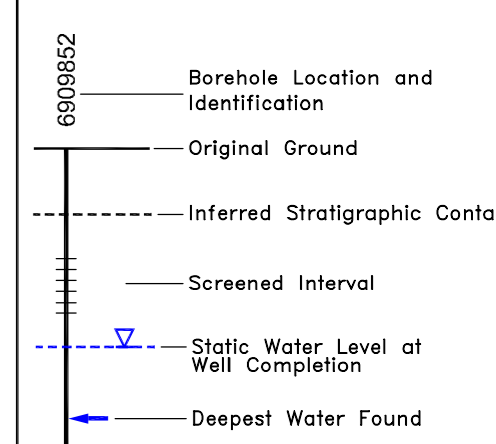 6909852
Borehole Location and
Identification
Original Ground
Inferred Stratigraphic Conta
Screened Interval
Static Water Level at
Well Completion
Deepest Water Found